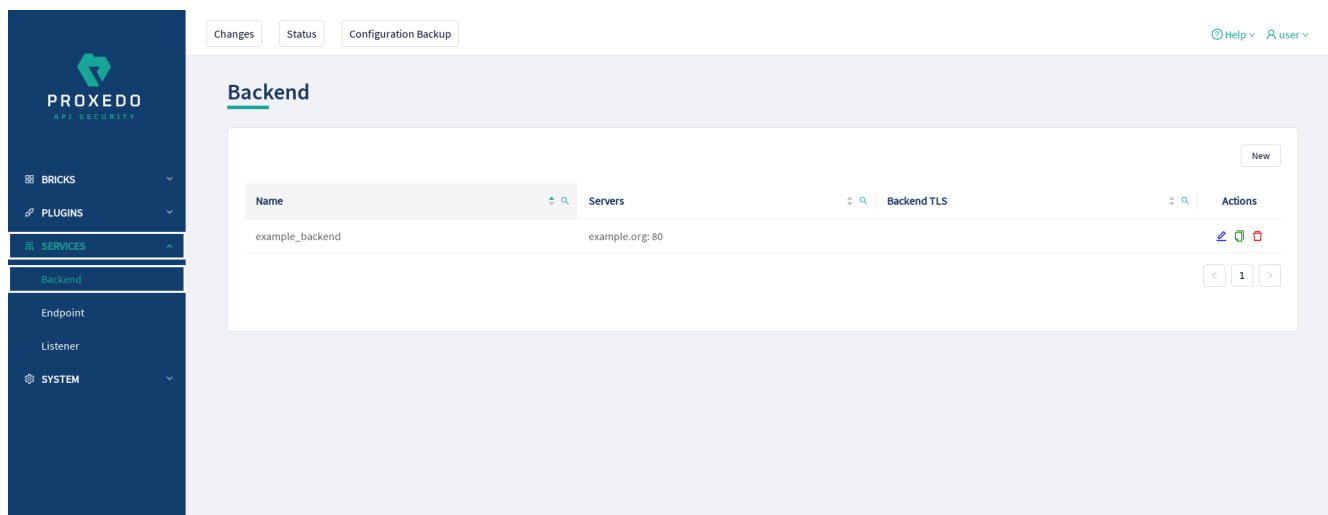 Changes Status Configuration Backup Help user
PROXEDO
API SECURITY
Backend
New
BRICKS
PLUGINS
SERVICES
Backend
Endpoint
Listener
SYSTEM
Name Servers Backend TLS Actions
example_backend example.org: 80
< 1 >